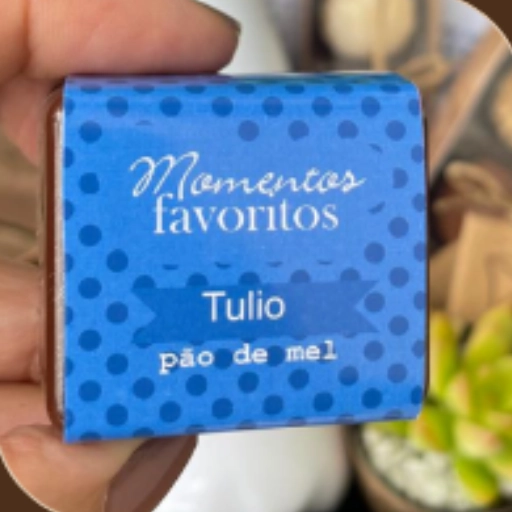 Momentos
favoritos
Tulio
pão de mel